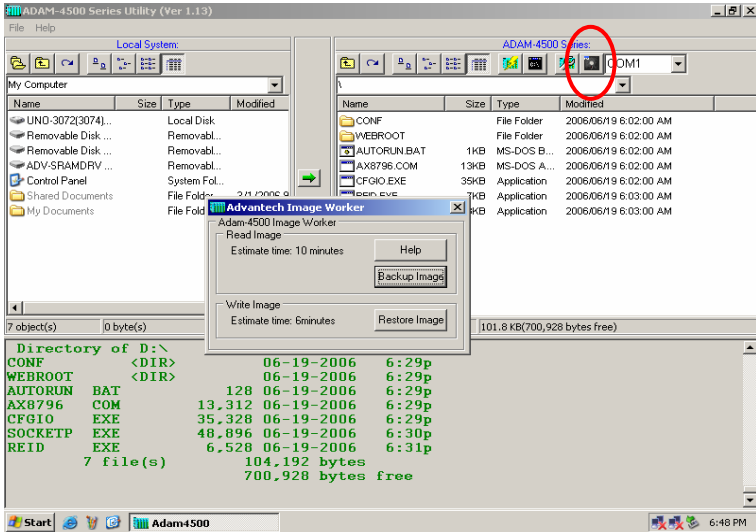 ADAM-4500 Series Utility (Ver 1.13)
File Help
Local System:
ADAM-4500 Series:
COM1
My Computer
\
Name Size Type Modified
UNO-3072(3074)... Local Disk
Removable Disk ... Removabl...
Removable Disk ... Removabl...
ADV-SRAMDRV ... Removabl...
Control Panel System Fol...
Shared Documents File Folder 3/1/2006 9
My Documents File Fold
Name Size Type Modified
CONF File Folder 2006/06/19 6:02:00 AM
WEBROOT File Folder 2006/06/19 6:02:00 AM
AUTORUN.BAT 1KB MS-DOS B... 2006/06/19 6:02:00 AM
AX8796.COM 13KB MS-DOS A... 2006/06/19 6:02:00 AM
CFGIO.EXE 35KB Application 2006/06/19 6:02:00 AM
REID.EXE 7KB Application 2006/06/19 6:03:00 AM
KB Application 2006/06/19 6:03:00 AM
Advantech Image Worker
Adam-4500 Image Worker
Read Image
Estimate time: 10 minutes
Help
Backup Image
Write Image
Estimate time: 6minutes
Restore Image
7 object(s) 0 byte(s)
101.8 KB(700,928 bytes free)
Directory of D:\
CONF <DIR> 06-19-2006 6:29p
WEBROOT <DIR> 06-19-2006 6:29p
AUTORUN BAT 128 06-19-2006 6:29p
AX8796 COM 13,312 06-19-2006 6:29p
CFGIO EXE 35,328 06-19-2006 6:29p
SOCKETP EXE 48,896 06-19-2006 6:30p
REID EXE 6,528 06-19-2006 6:31p
7 file(s) 104,192 bytes
700,928 bytes free
Start
Adam4500
6:48 PM